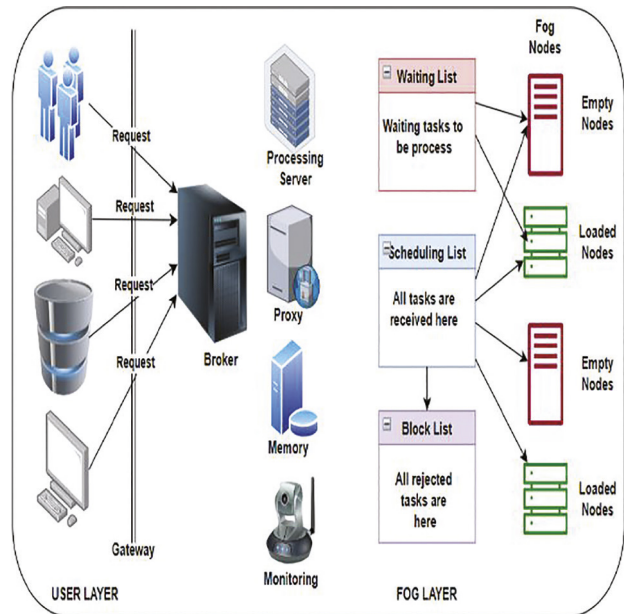 Request
Request
Request
Request
Gateway
USER LAYER
Broker
Processing
Server
Proxy
Memory
Monitoring
Waiting List
Waiting tasks to
be process
Scheduling List
All tasks are
received here
Block List
All rejected
tasks are
here
FOG LAYER
Fog
Nodes
Empty
Nodes
Loaded
Nodes
Empty
Nodes
Loaded
Nodes